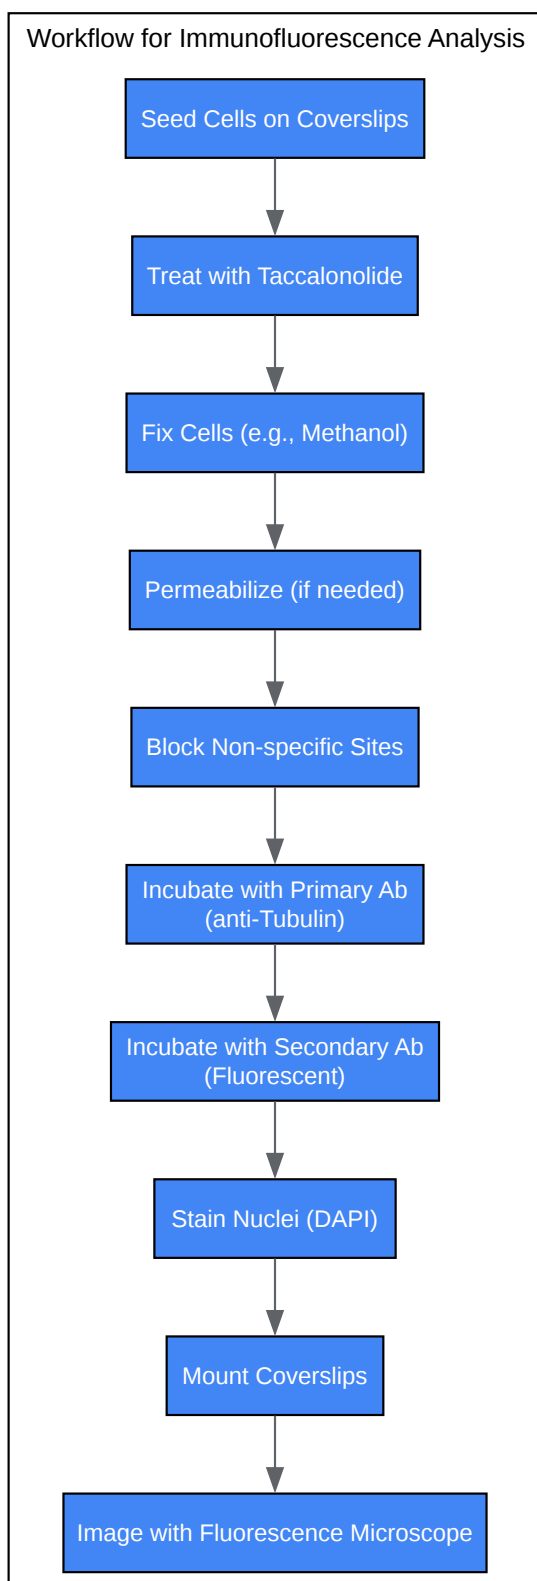 Workflow for Immunofluorescence Analysis
Seed Cells on Coverslips
Treat with Taccalonolide
Fix Cells (e.g., Methanol)
Permeabilize (if needed)
Block Non-specific Sites
Incubate with Primary Ab
(anti-Tubulin)
Incubate with Secondary Ab
(Fluorescent)
Stain Nuclei (DAPI)
Mount Coverslips
Image with Fluorescence Microscope